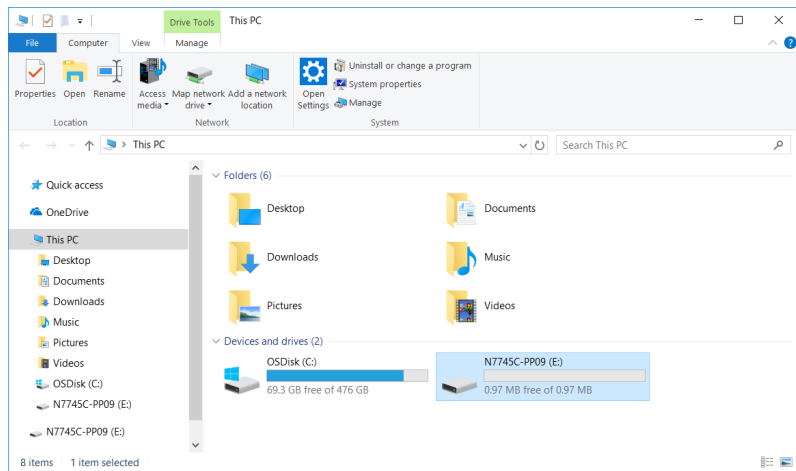 Drive Tools This PC
File Computer View Manage
Properties Open Rename Access media Map network drive Add a network location Open Settings Uninstall or change a program
System properties
Manage
Location Network System
This PC Search This PC
Quick access
OneDrive
This PC
Desktop
Documents
Downloads
Music
Pictures
Videos
OSDisk (C:)
N7745C-PP09 (E:)
N7745C-PP09 (E:)
Folders (6)
Desktop Documents
Downloads Music
Pictures Videos
Devices and drives (2)
OSDisk (C:)
69.3 GB free of 476 GB
N7745C-PP09 (E:)
0.97 MB free of 0.97 MB
8 items 1 item selected